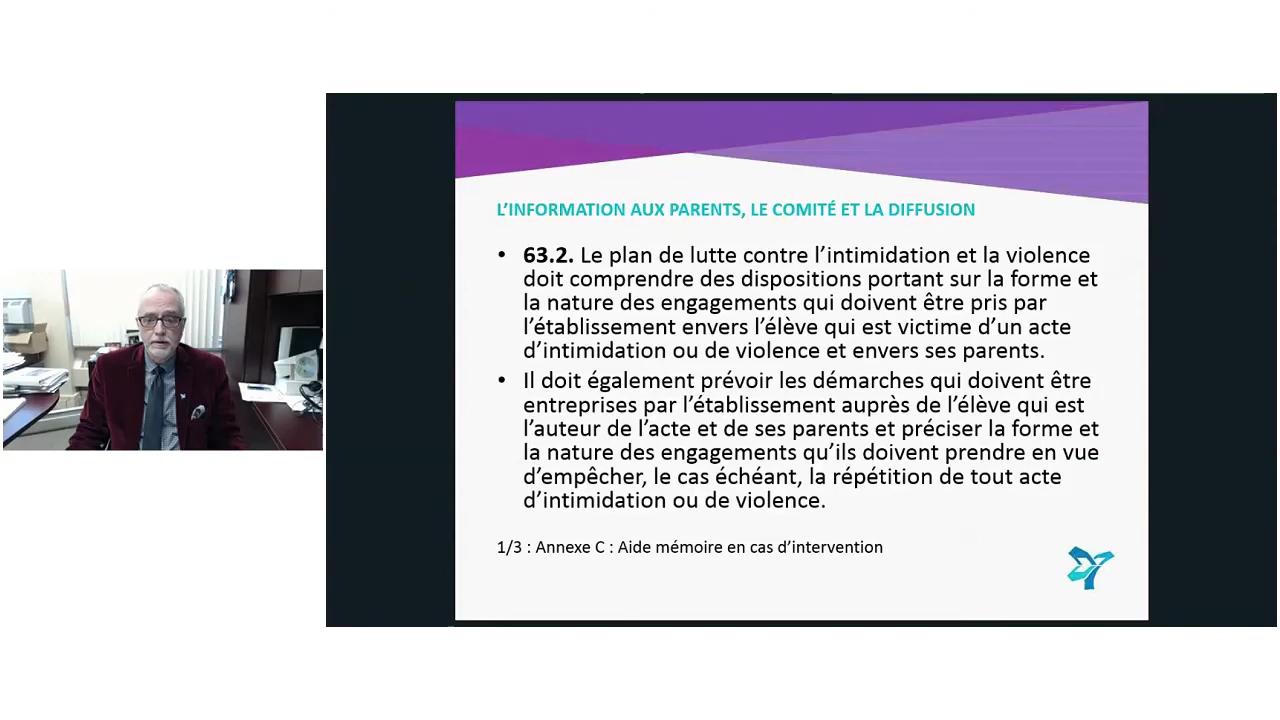 L’INFORMATION AUX PARENTS, LE COMITÉ ET LA DIFFUSION
• 63.2. Le plan de lutte contre l’intimidation et la violence
doit comprendre des dispositions portant sur la forme et
la nature des engagements qui doivent être pris par
l’établissement envers l’élève qui est victime d’un acte
d’intimidation ou de violence et envers ses parents.
• Il doit également prévoir les démarches qui doivent être
entreprises par l’établissement auprès de l’élève qui est
l’auteur de l’acte et de ses parents et préciser la forme et
la nature des engagements qu’ils doivent prendre en vue
d’empêcher, le cas échéant, la répétition de tout acte
d’intimidation ou de violence.
1/3 : Annexe C : Aide mémoire en cas d’intervention